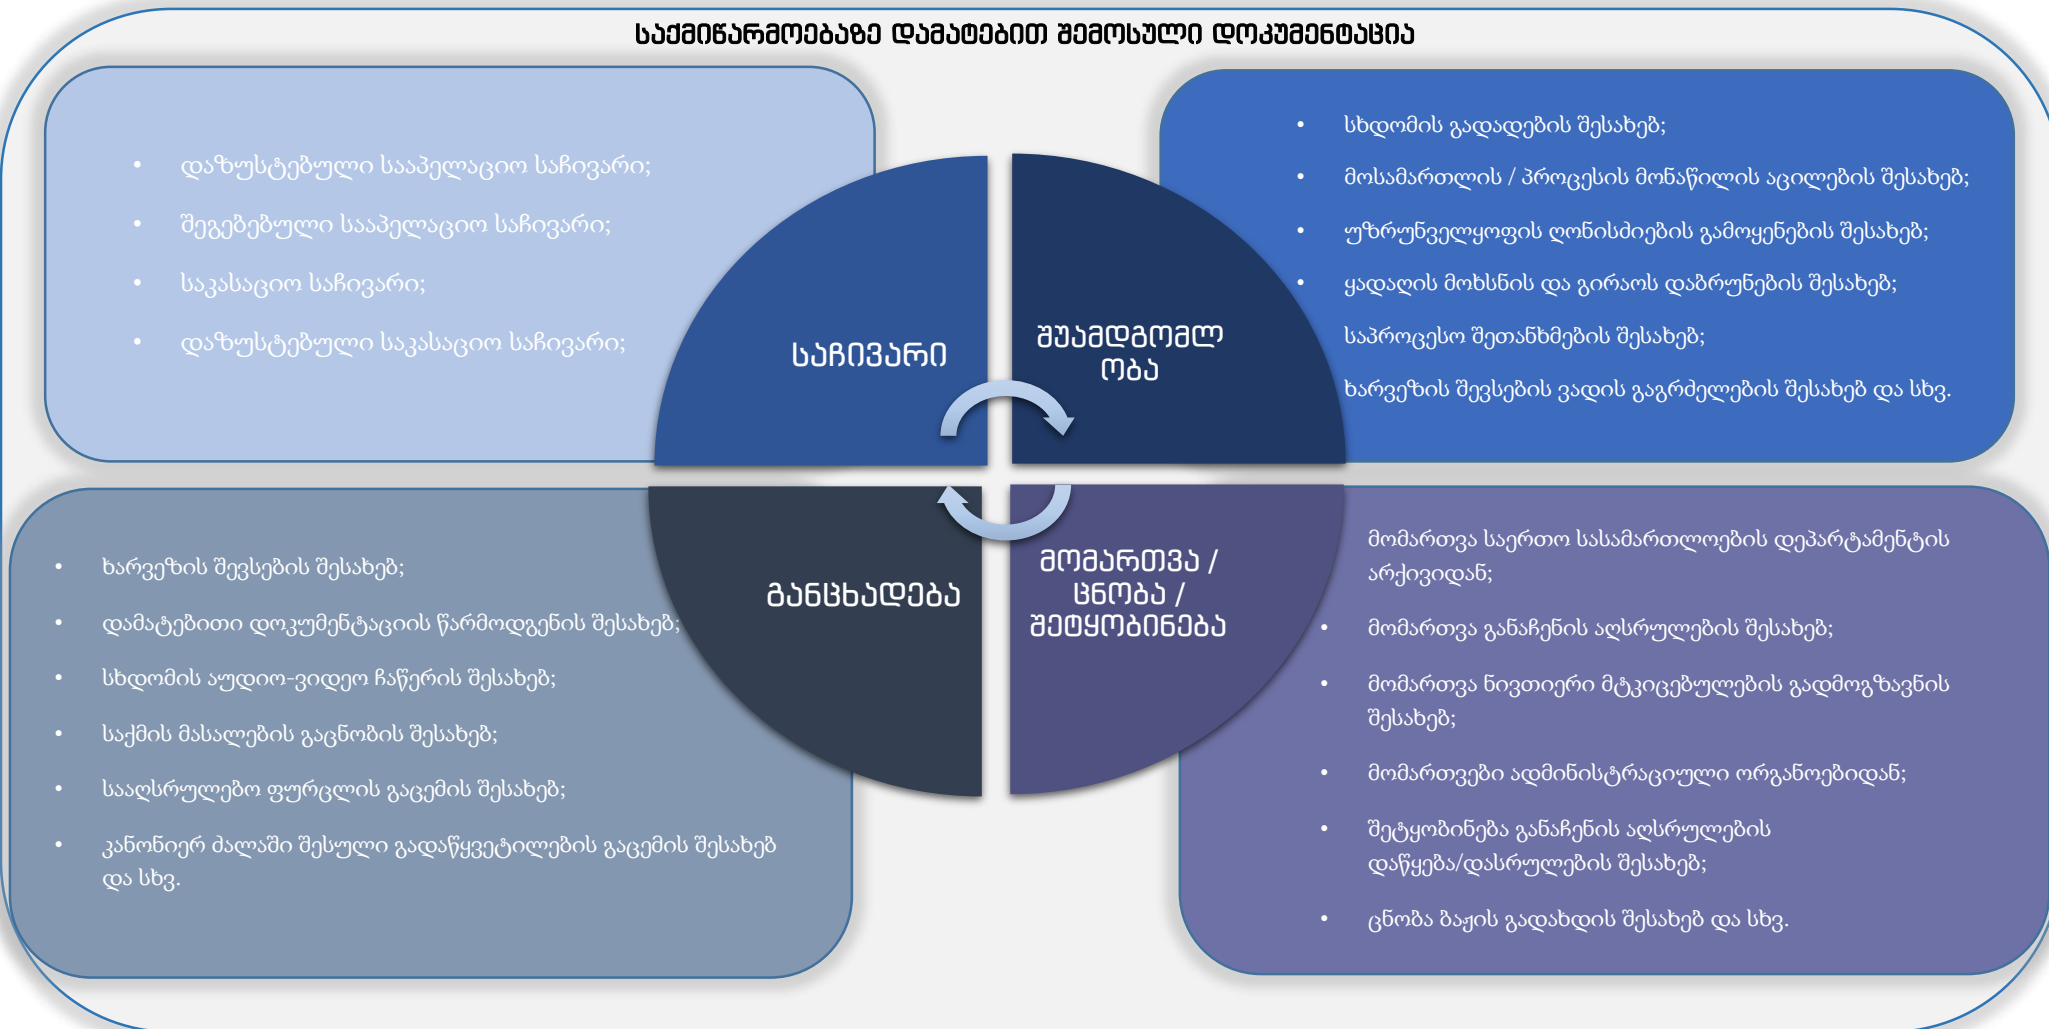 საქმიწარმოებაზე დამატებით შემოსული დოკუმენტაცია
• დაზუსტებული სააპელაციო საჩივარი;
• შეგებებული სააპელაციო საჩივარი;
• საკასაციო საჩივარი;
• დაზუსტებული საკასაციო საჩივარი;
საჩივარი
• სხდომის გადადების შესახებ;
• მოსამართლის / პროცესის მონაწილის აცილების შესახებ;
• უზრუნველყოფის ღონისძიების გამოყენების შესახებ;
• ყადაღის მოხსნის და გირაოს დაბრუნების შესახებ;
საპროცესო შეთანხმების შესახებ;
ხარვეზის შევსების ვადის გაგრძელების შესახებ და სხვ.
შუამდგომლ
ობა
• ხარვეზის შევსების შესახებ;
• დამატებითი დოკუმენტაციის წარმოდგენის შესახებ;
• სხდომის აუდიო-ვიდეო ჩაწერის შესახებ;
• საქმის მასალების გაცნობის შესახებ;
• სააღსრულებო ფურცლის გაცემის შესახებ;
• კანონიერ ძალაში შესული გადაწყვეტილების გაცემის შესახებ
და სხვ.
განცხადება
მომართვა /
ცნობა /
შეტყობინება
მომართვა საერთო სასამართლოების დეპარტამენტის
არქივიდან;
• მომართვა განაჩენის აღსრულების შესახებ;
• მომართვა ნივთიერი მტკიცებულების გადმოგზავნის
შესახებ;
• მომართვები ადმინისტრაციული ორგანოებიდან;
• შეტყობინება განაჩენის აღსრულების
დაწყება/დასრულების შესახებ;
• ცნობა ბაჟის გადახდის შესახებ და სხვ.